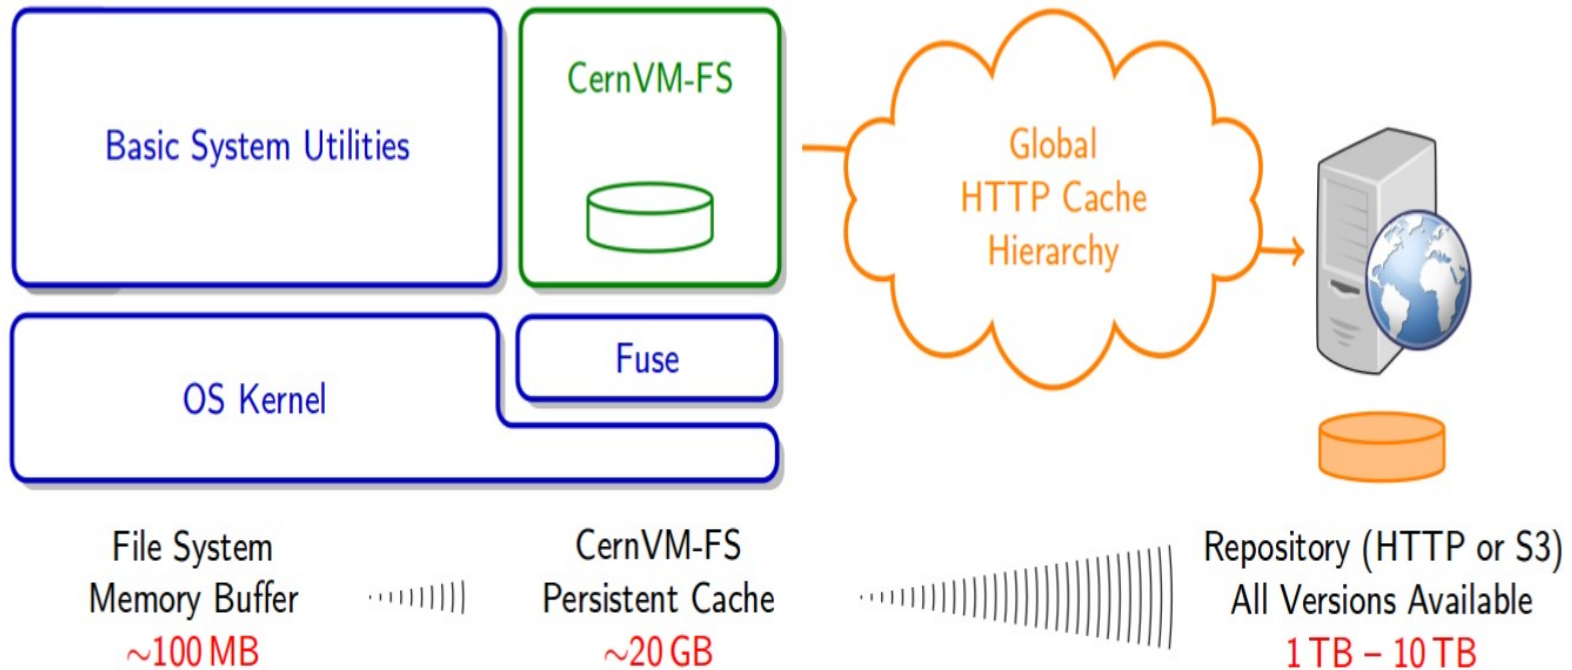 Basic System Utilities
CernVM-FS
Global
HTTP Cache
Hierarchy
OS Kernel
Fuse
File System
Memory Buffer
~100 MB
CernVM-FS
Persistent Cache
~20 GB
Repository (HTTP or S3)
All Versions Available
1 TB – 10 TB